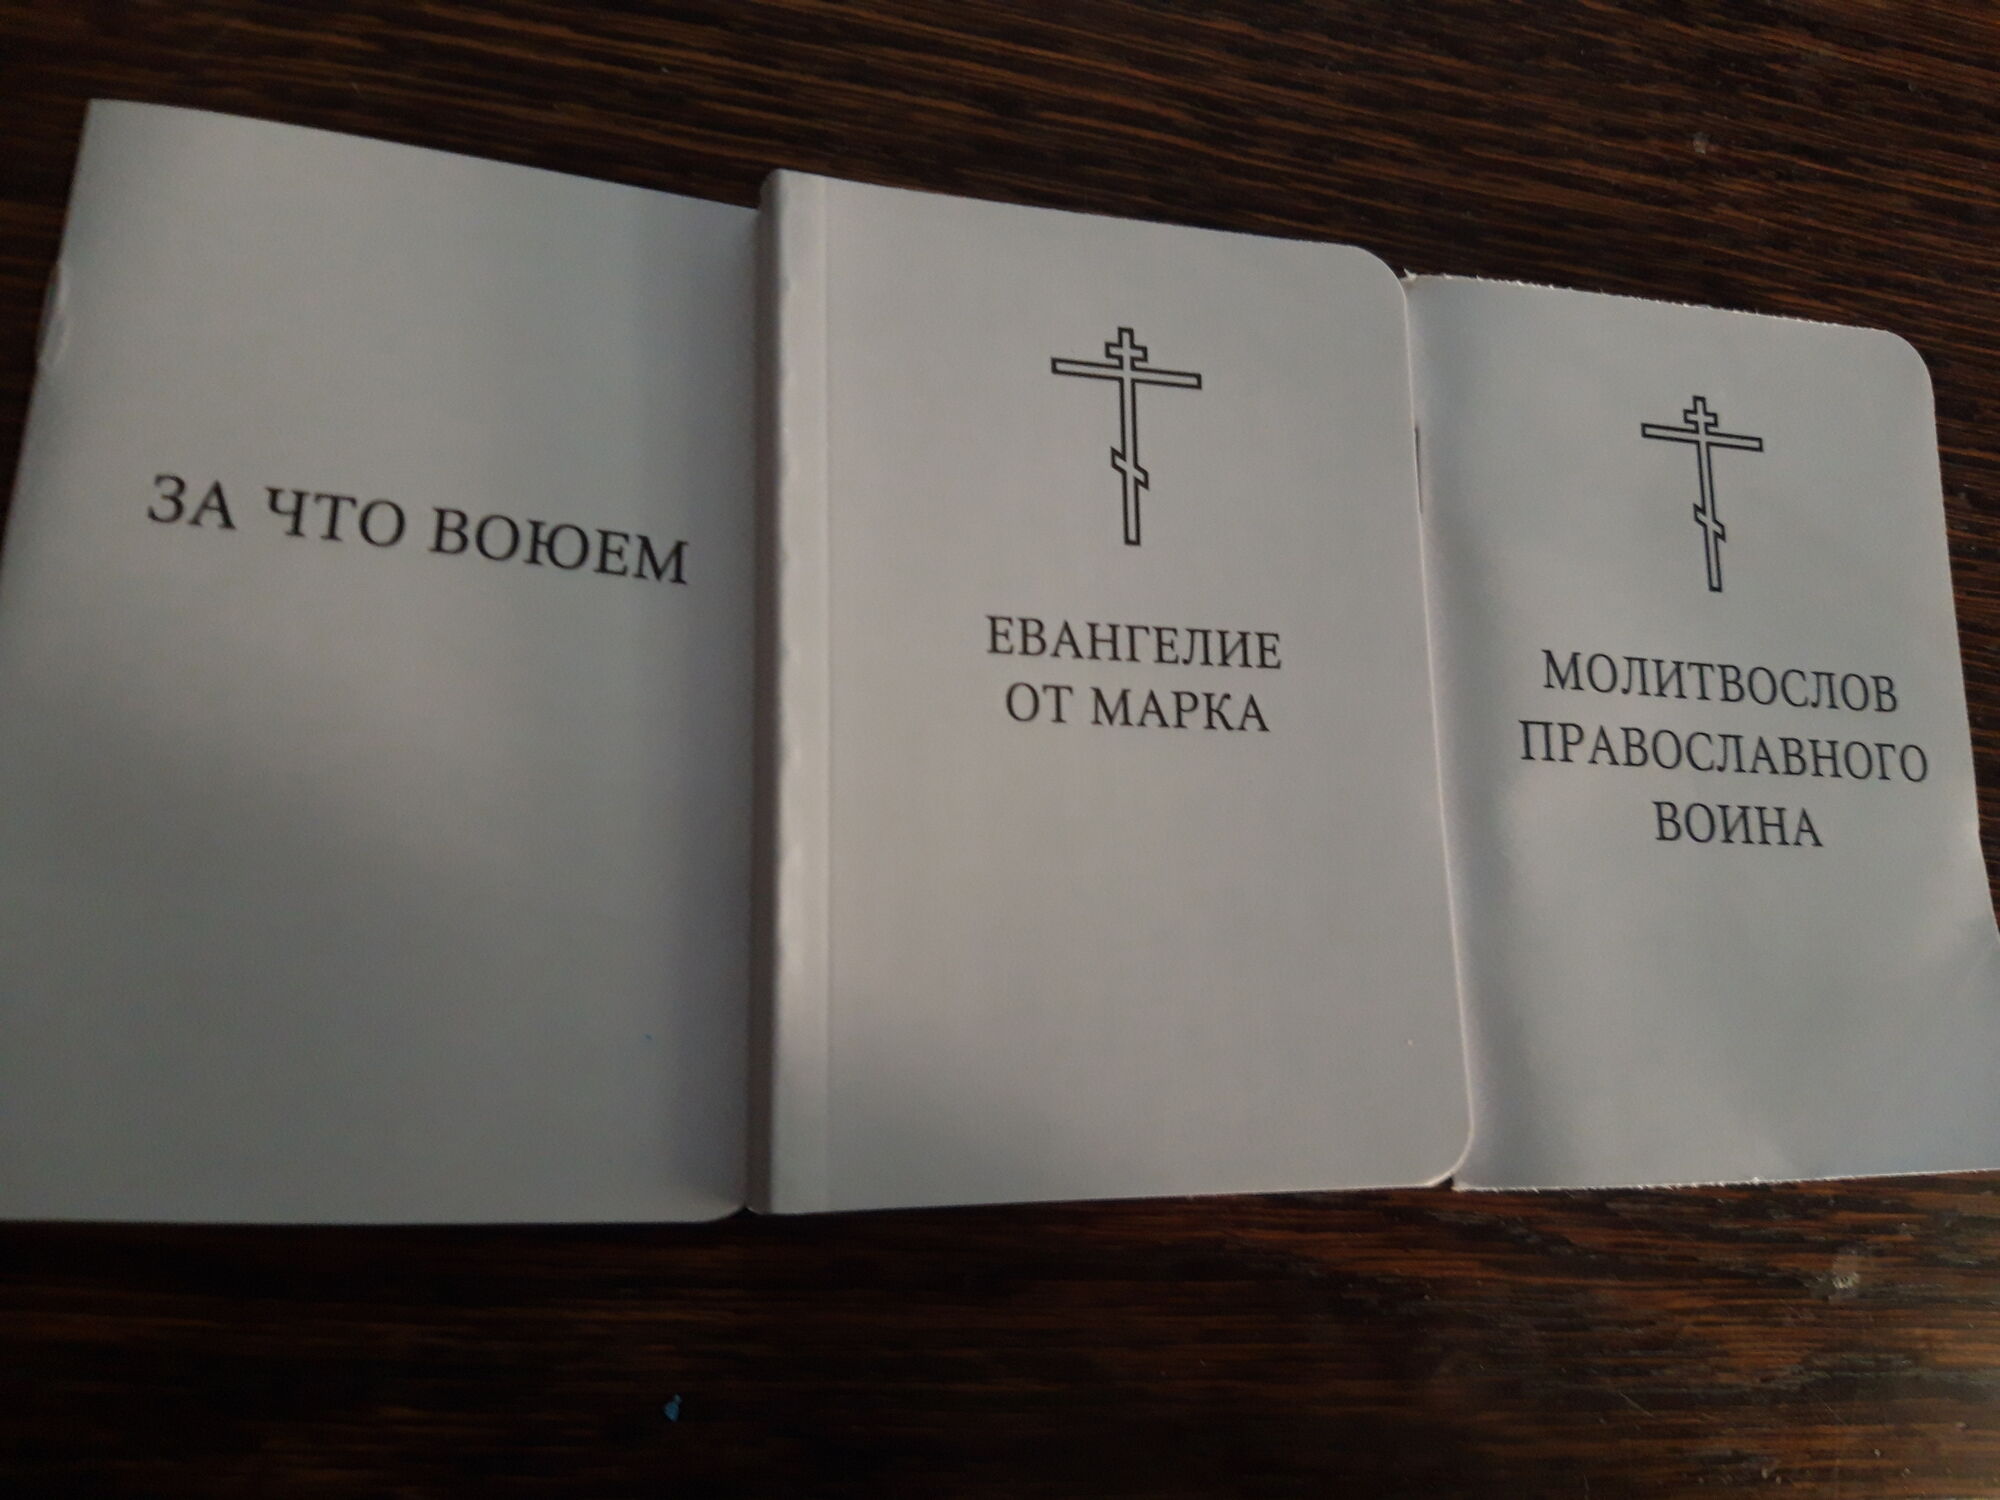 ЗА ЧТО ВОЮЕМ
ЕВАНГЕЛИЕ
ОТ МАРКА
МОЛИТВОСЛОВ
ПРАВОСЛАВНОГО
ВОИНА